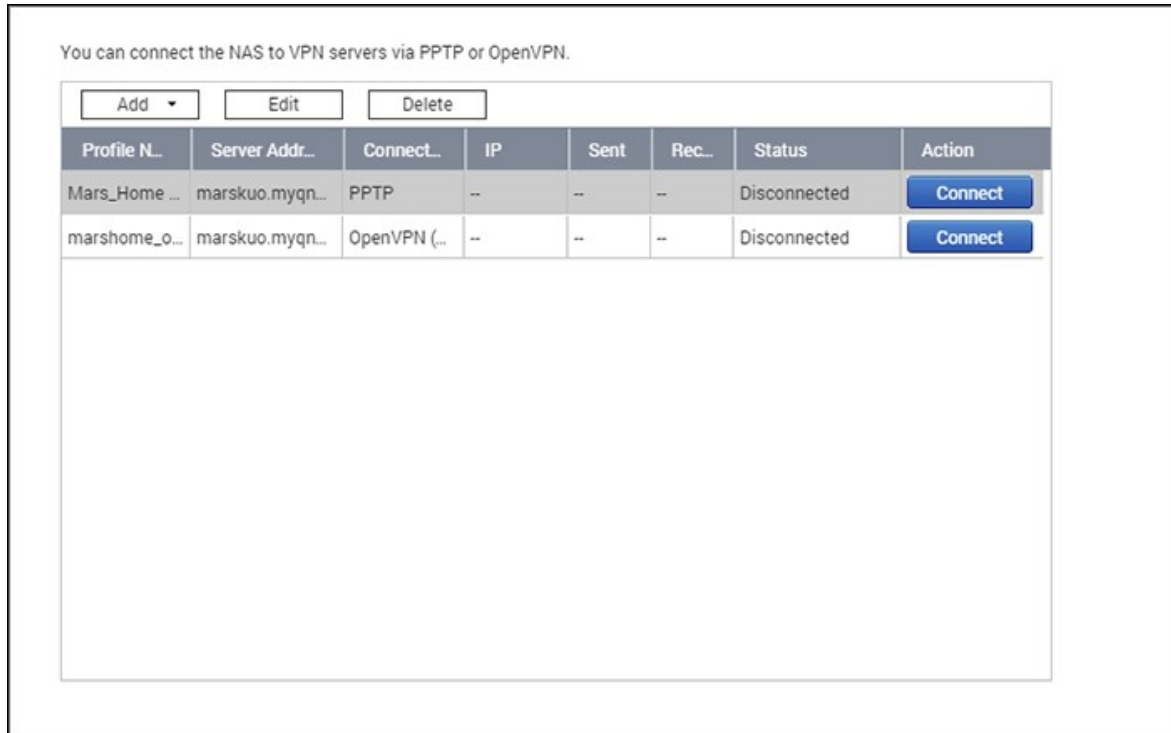 You can connect the NAS to VPN servers via PPTP or OpenVPN.
Add Edit Delete
Profile N... Server Addr... Connect... IP Sent Rec... Status Action
Mars_Home ... marskuo.myqn... PPTP -- -- -- Disconnected Connect
marshome_o... marskuo.myqn... OpenVPN (... -- -- -- Disconnected Connect